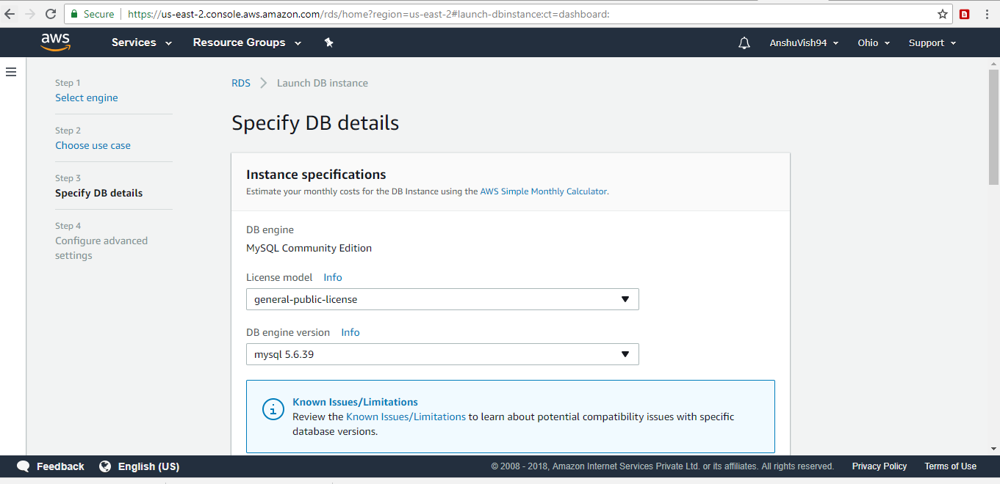 Secure https://us-east-2.console.aws.amazon.com/rds/home?region=us-east-2#launch-dbinstance:ct=dashboard:
aws Services Resource Groups AnshuVish94 Ohio Support
Step 1
Select engine
Step 2
Choose use case
Step 3
Specify DB details
Step 4
Configure advanced
settings
RDS Launch DB instance
Specify DB details
Instance specifications
Estimate your monthly costs for the DB Instance using the AWS Simple Monthly Calculator.
DB engine
MySQL Community Edition
License model Info
general-public-license
DB engine version Info
mysql 5.6.39
Known Issues/Limitations
Review the Known Issues/Limitations to learn about potential compatibility issues with specific
database versions.
Feedback English (US) © 2008 - 2018, Amazon Internet Services Private Ltd. or its affiliates. All rights reserved. Privacy Policy Terms of Use